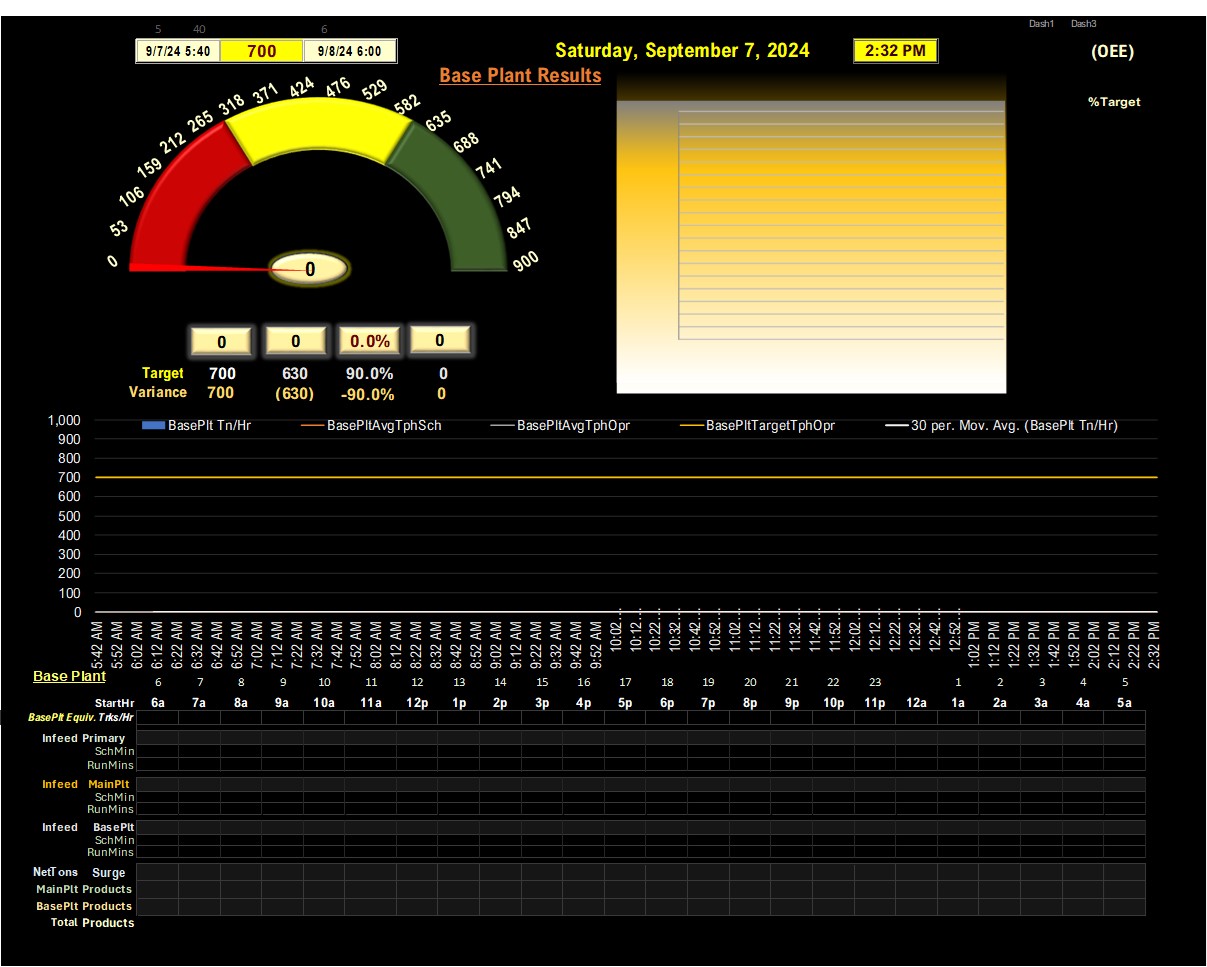 5 40 6 Dash1 Dash3
9/7/24 5:40 700 9/8/24 6:00 Saturday, September 7, 2024 2:32 PM (OEE)
Base Plant Results
%Target
0 53 106 159 212 265 318 371 424 476 529 582 635 688 741 794 847 900
0
0 0 0.0% 0
Target 700 630 90.0% 0
Variance 700 (630) -90.0% 0
BasePlt Tn/Hr BasePltAvgTphSch BasePltAvgTphOpr BasePltTargetTphOpr 30 per. Mov. Avg. (BasePlt Tn/Hr)
1,000
900
800
700
600
500
400
300
200
100
0
5:42 AM 5:52 AM 6:02 AM 6:12 AM 6:22 AM 6:32 AM 6:42 AM 6:52 AM 7:02 AM 7:12 AM 7:22 AM 7:32 AM 7:42 AM 7:52 AM 8:02 AM 8:12 AM 8:22 AM 8:32 AM 8:42 AM 8:52 AM 9:02 AM 9:12 AM 9:22 AM 9:32 AM 9:42 AM 9:52 AM 10:02… 10:12… 10:22… 10:32… 10:42… 10:52… 11:02… 11:12… 11:22… 11:32… 11:42… 11:52… 12:02… 12:12… 12:22… 12:32… 12:42… 12:52… 1:02 PM 1:12 PM 1:22 PM 1:32 PM 1:42 PM 1:52 PM 2:02 PM 2:12 PM 2:22 PM 2:32 PM
Base Plant 6 7 8 9 10 11 12 13 14 15 16 17 18 19 20 21 22 23 1 2 3 4 5
StartHr 6a 7a 8a 9a 10a 11a 12p 1p 2p 3p 4p 5p 6p 7p 8p 9p 10p 11p 12a 1a 2a 3a 4a 5a
BasePlt Equiv. Trks/Hr
Infeed Primary
SchMin
RunMins
Infeed MainPlt
SchMin
RunMins
Infeed BasePlt
SchMin
RunMins
NetTons Surge
MainPlt Products
BasePlt Products
Total Products